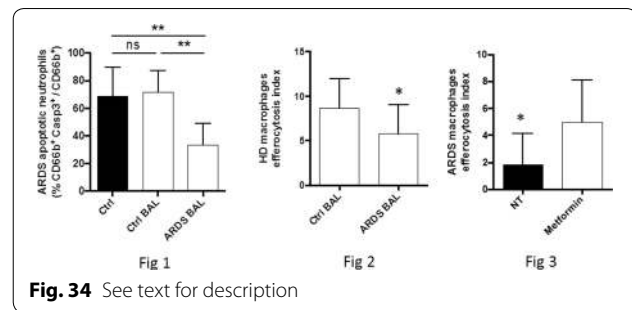 ARDS apoptotic neutrophils
(% CD66b+ Casp3+ / CD66b+)
100
80
60
40
20
0
**
ns
**
Ctrl
Ctrl BAL
ARDS BAL
Fig 1
HD macrophages
efferocytosis index
15
10
5
0
*
Ctrl BAL
ARDS BAL
Fig 2
ARDS macrophages
efferocytosis index
10
8
6
4
2
0
*
NT
Metformin
Fig 3
Fig. 34 See text for description